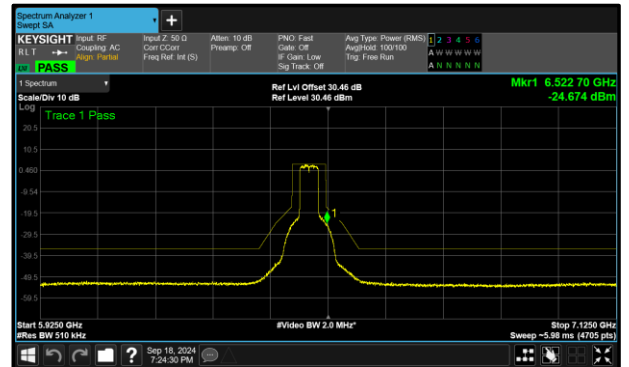 Spectrum Analyzer 1
Swept SA
+
KEYSIGHT Input: RF Input Z: 50 Ω Atten: 10 dB PNO: Fast Avg Type: Power (RMS) 1 2 3 4 5 6
RLT Coupling: AC Corr CCorr Preamp: Off Gate: Off Avg|Hold: 100/100 A W W W W W
Align: Partial Freq Ref: Int (S) IF Gain: Low Trig: Free Run
PASS Sig Track: Off A N N N N N
1 Spectrum Ref Lvl Offset 30.46 dB Mkr1 6.522 70 GHz
Scale/Div 10 dB Ref Level 30.46 dBm -24.674 dBm
Log
Trace 1 Pass
20.5
10.5
0.460
-9.54
-19.5
1
-29.5
-39.5
-49.5
-59.5
Start 5.9250 GHz #Video BW 2.0 MHz* Stop 7.1250 GHz
#Res BW 510 kHz Sweep ~5.98 ms (4705 pts)
? Sep 18, 2024
7:24:30 PM